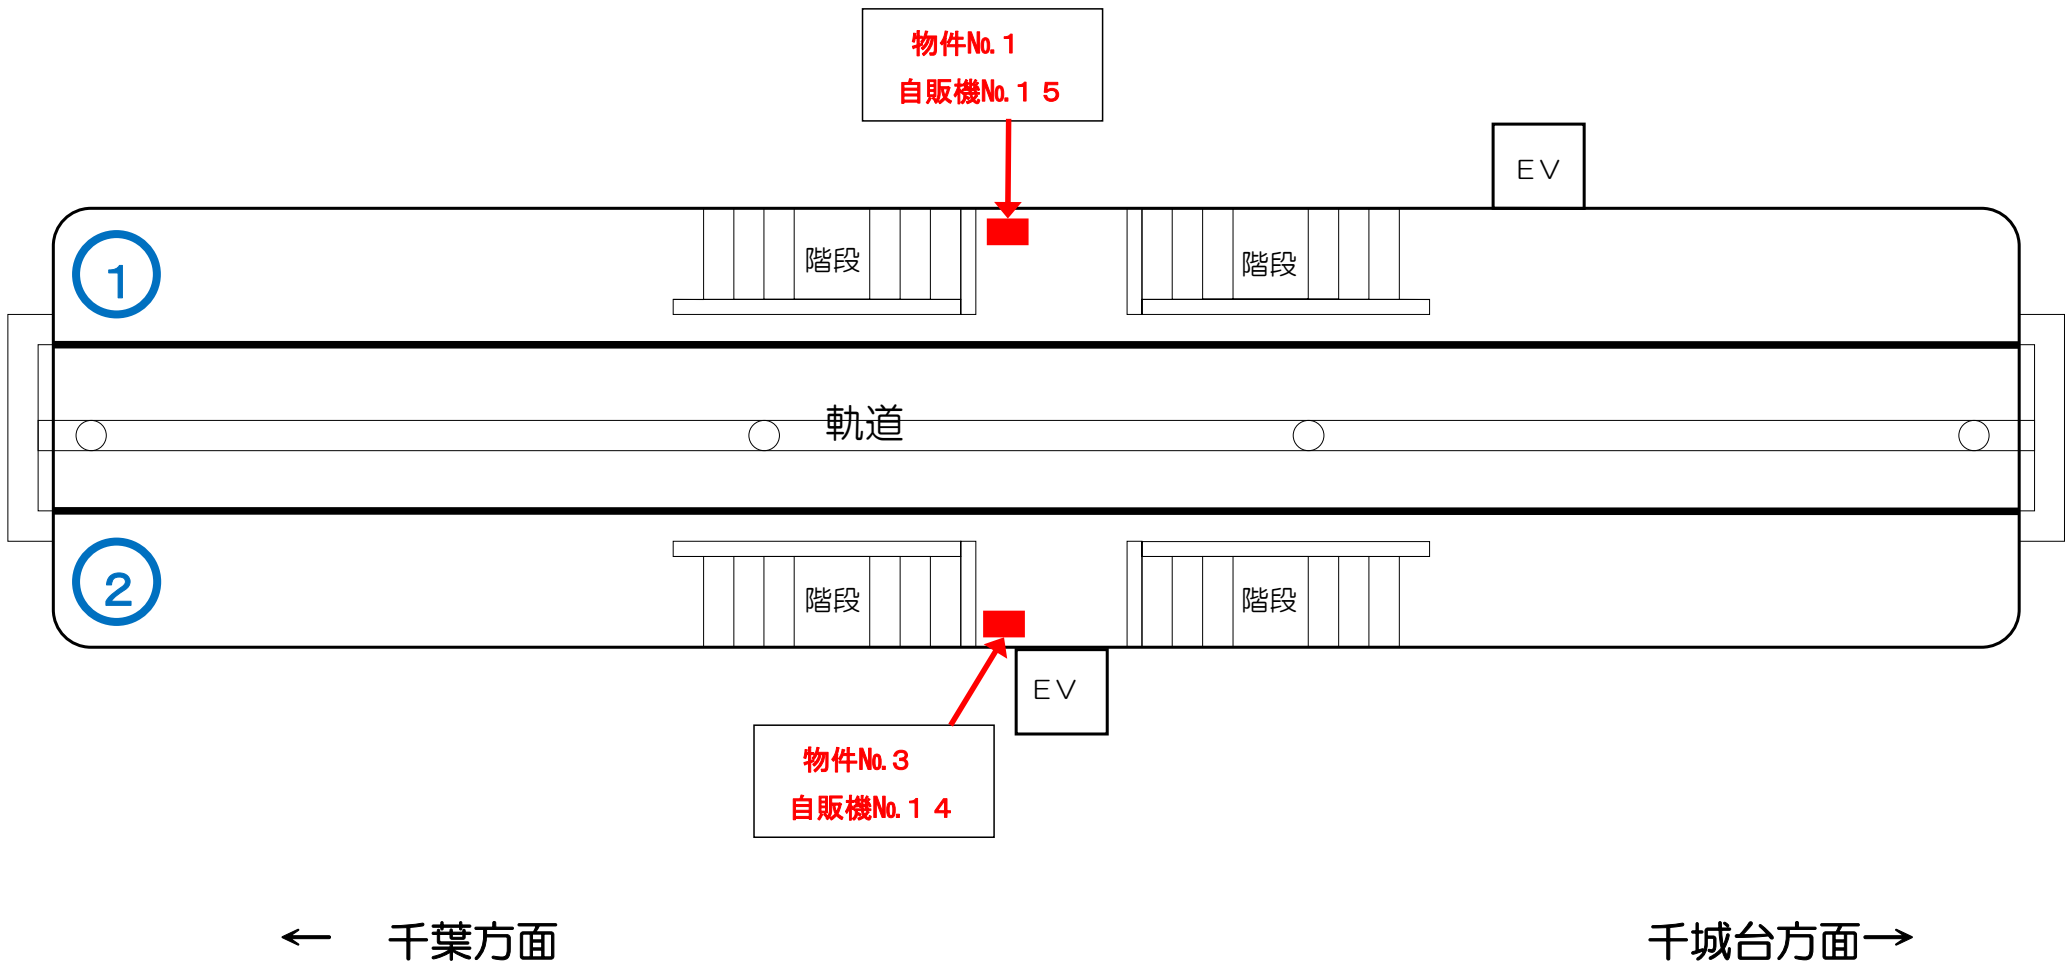 物件№.１
自販機№.１５
ＥＶ
1
階段
階段
軌道
2
階段
階段
ＥＶ
物件№.３
自販機№.１４
← 千葉方面
千城台方面→